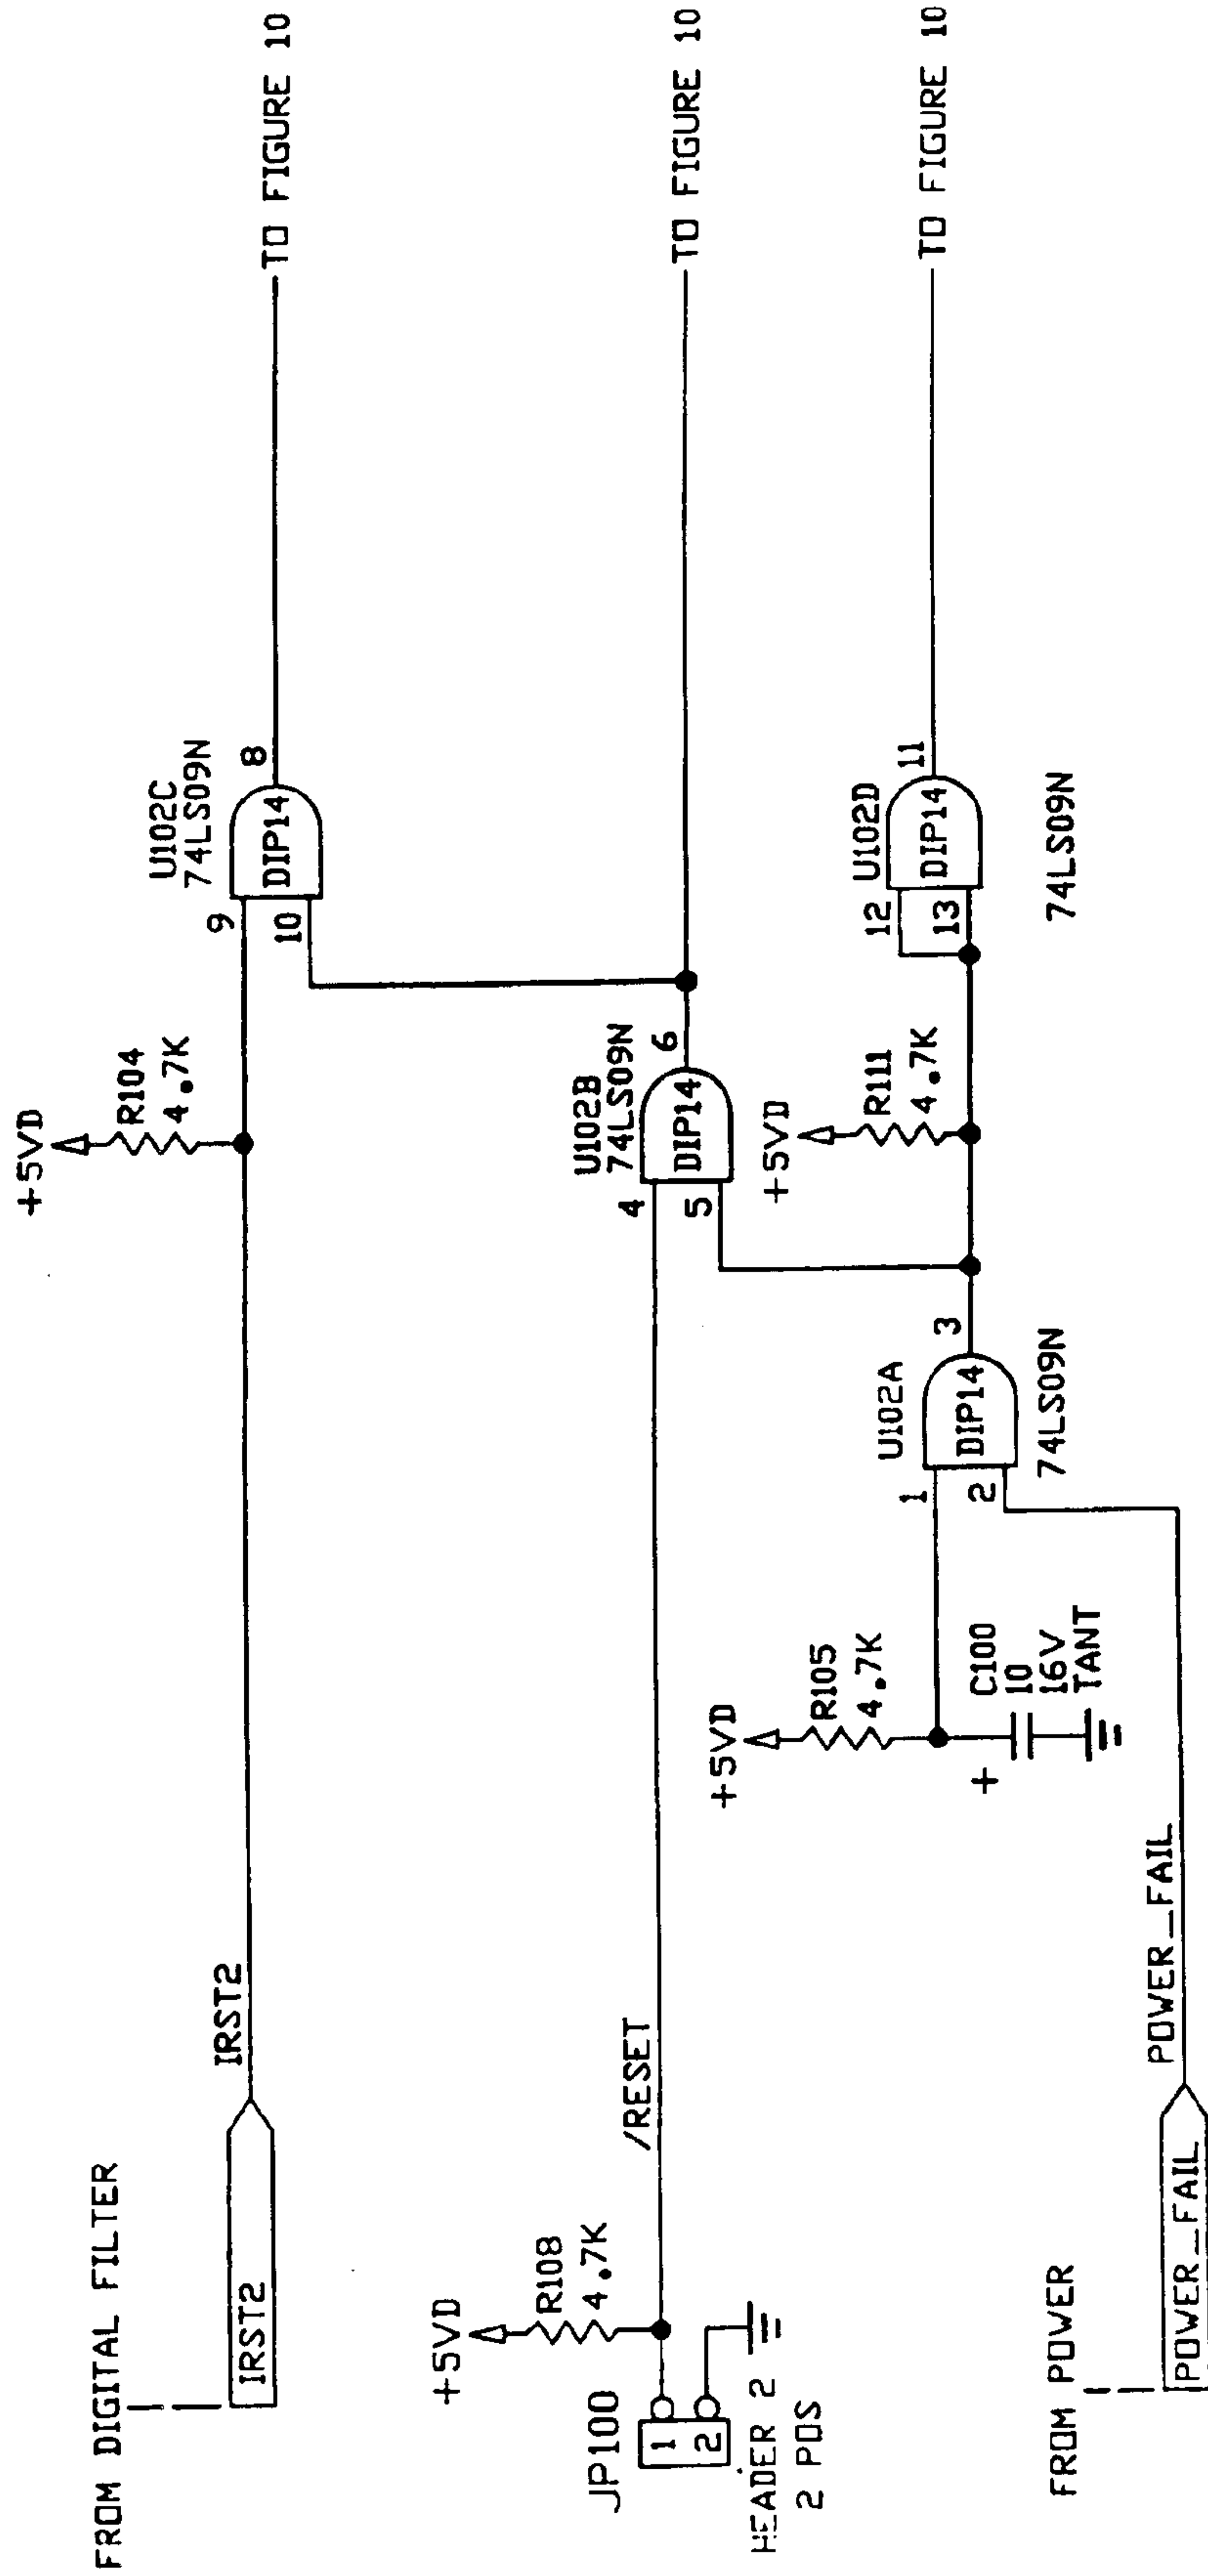 FROM DIGITAL FILTER
IRST2
IRST2
+5VD
R104
4.7K
U102C
74LS09N
9
10
DIP14
8
TO FIGURE 10
+5VD
R108
4.7K
JP100
1
2
HEADER 2
2 POS
/RESET
U102B
74LS09N
4
5
DIP14
6
TO FIGURE 10
+5VD
R105
4.7K
+
C100
10
16V
TANT
U102A
1
2
DIP14
3
74LS09N
+5VD
R111
4.7K
U102D
12
13
DIP14
11
74LS09N
TO FIGURE 10
FROM POWER
POWER_FAIL
POWER_FAIL